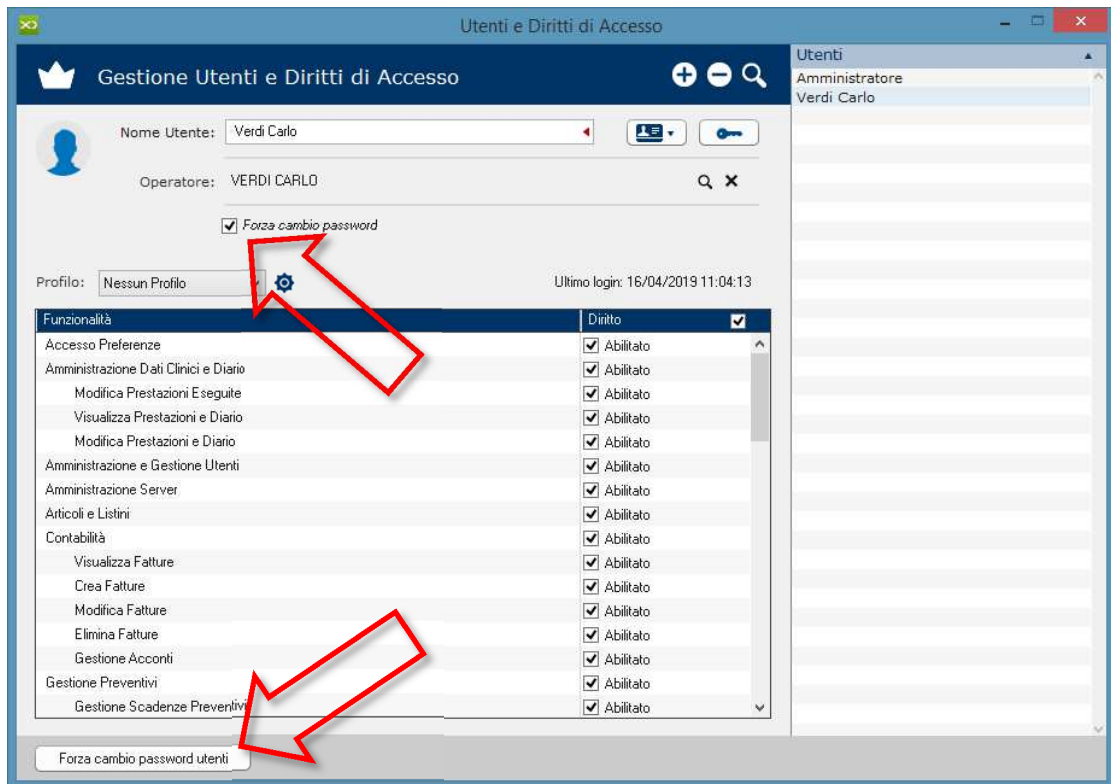 Utenti e Diritti di Accesso
Gestione Utenti e Diritti di Accesso
Nome Utente: Verdi Carlo
Operatore: VERDI CARLO
Forza cambio password
Profilo: Nessun Profilo
Ultimo login: 16/04/2019 11:04:13
Funzionalità Diritto
Accesso Preferenze Abilitato
Amministrazione Dati Clinici e Diario Abilitato
Modifica Prestazioni Eseguite Abilitato
Visualizza Prestazioni e Diario Abilitato
Modifica Prestazioni e Diario Abilitato
Amministrazione e Gestione Utenti Abilitato
Amministrazione Server Abilitato
Articoli e Listini Abilitato
Contabilità Abilitato
Visualizza Fatture Abilitato
Crea Fatture Abilitato
Modifica Fatture Abilitato
Elimina Fatture Abilitato
Gestione Acconti Abilitato
Gestione Preventivi Abilitato
Gestione Scadenze Preventivi Abilitato
Forza cambio password utenti
Utenti
Amministratore
Verdi Carlo